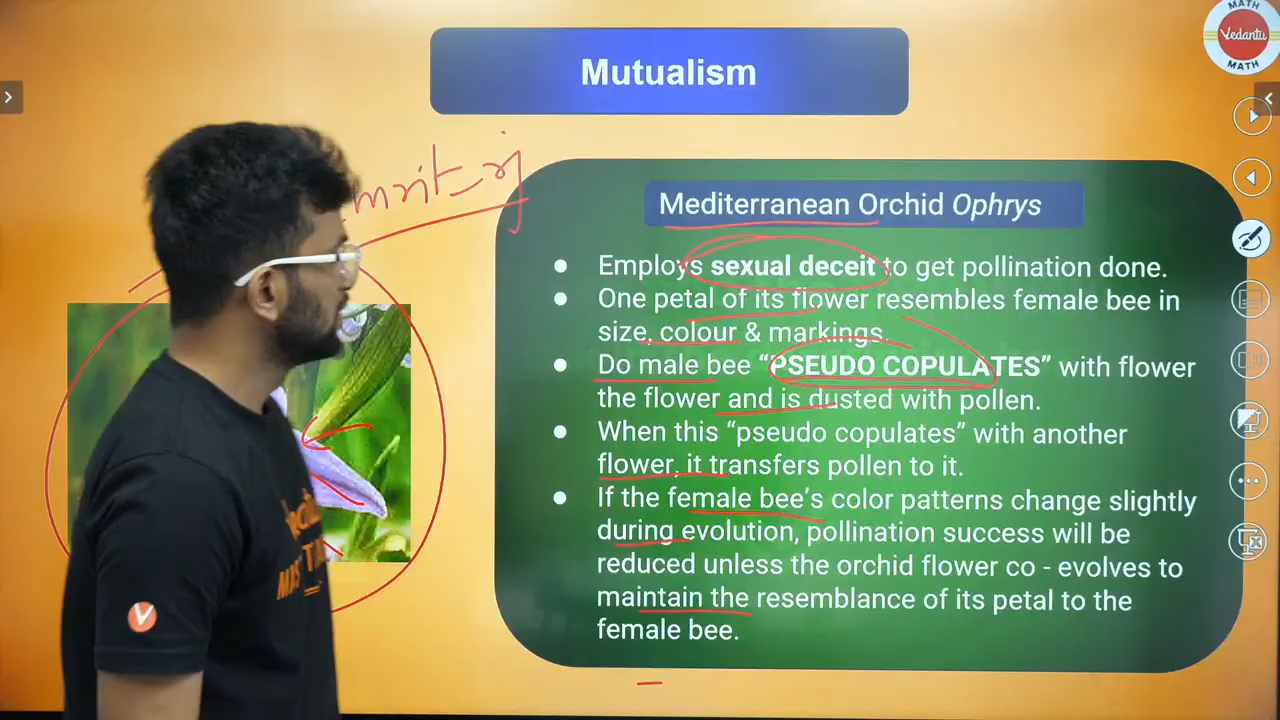 MATH
Vedantu
MATH
Mutualism
mrit_rj
Mediterranean Orchid Ophrys
Employs sexual deceit to get pollination done.
One petal of its flower resembles female bee in
size, colour & markings.
Do male bee “PSEUDO COPULATES” with flower
the flower and is dusted with pollen.
When this “pseudo copulates” with another
flower, it transfers pollen to it.
If the female bee’s color patterns change slightly
during evolution, pollination success will be
reduced unless the orchid flower co - evolves to
maintain the resemblance of its petal to the
female bee.